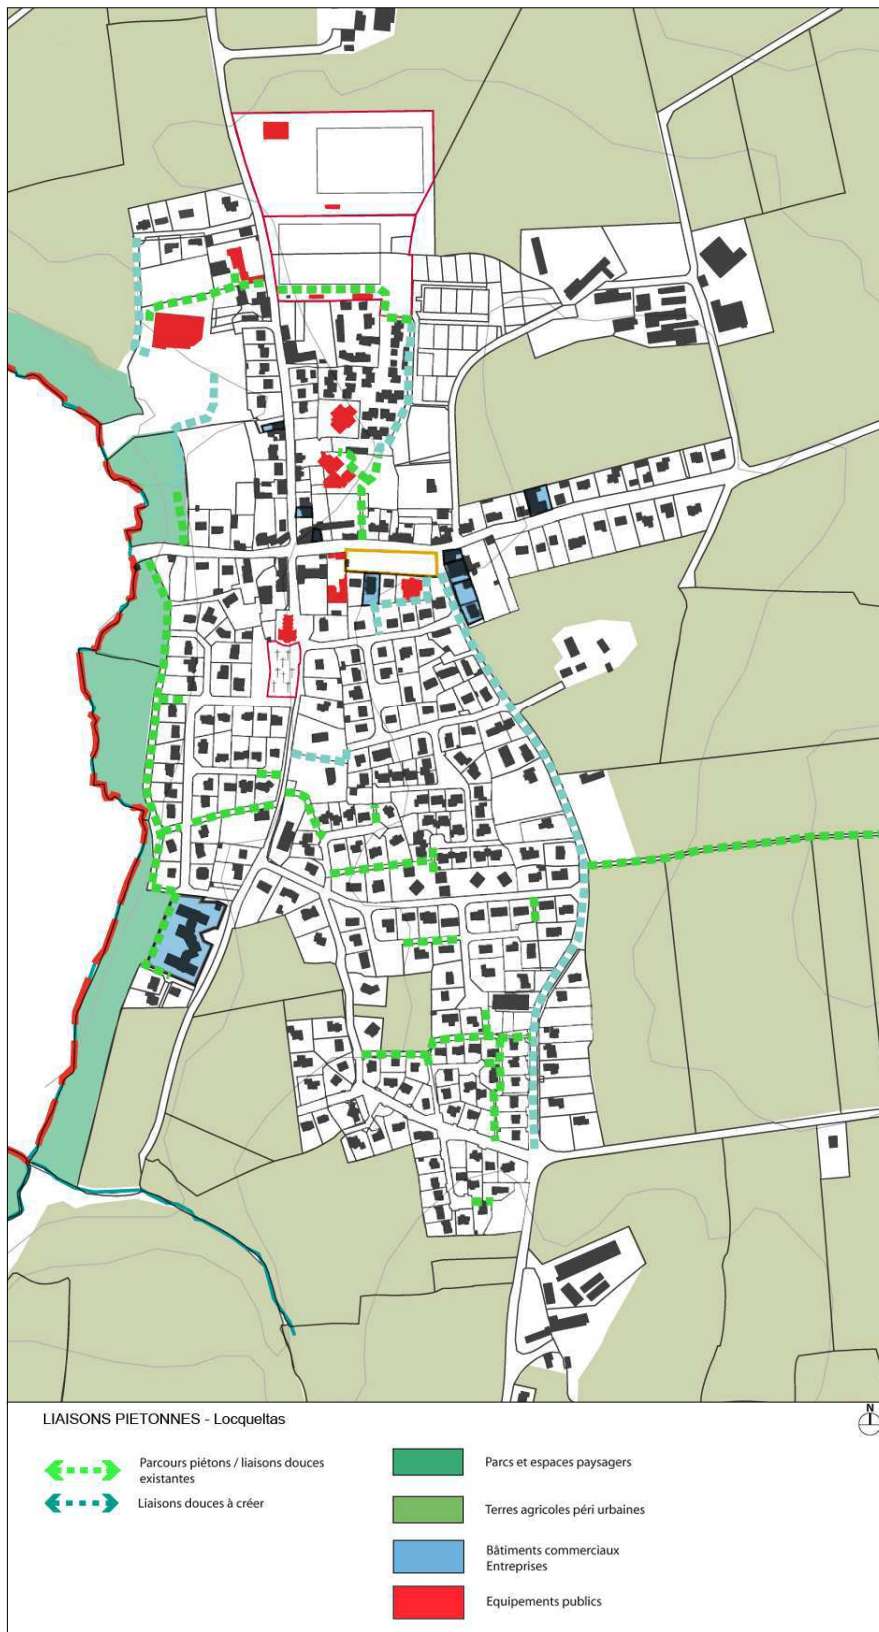 LIAISONS PIETONNES - Locqueltas
N
Parcours piétons / liaisons douces
existantes
Liaisons douces à créer
Parcs et espaces paysagers
Terres agricoles péri urbaines
Bâtiments commerciaux
Entreprises
Equipements publics